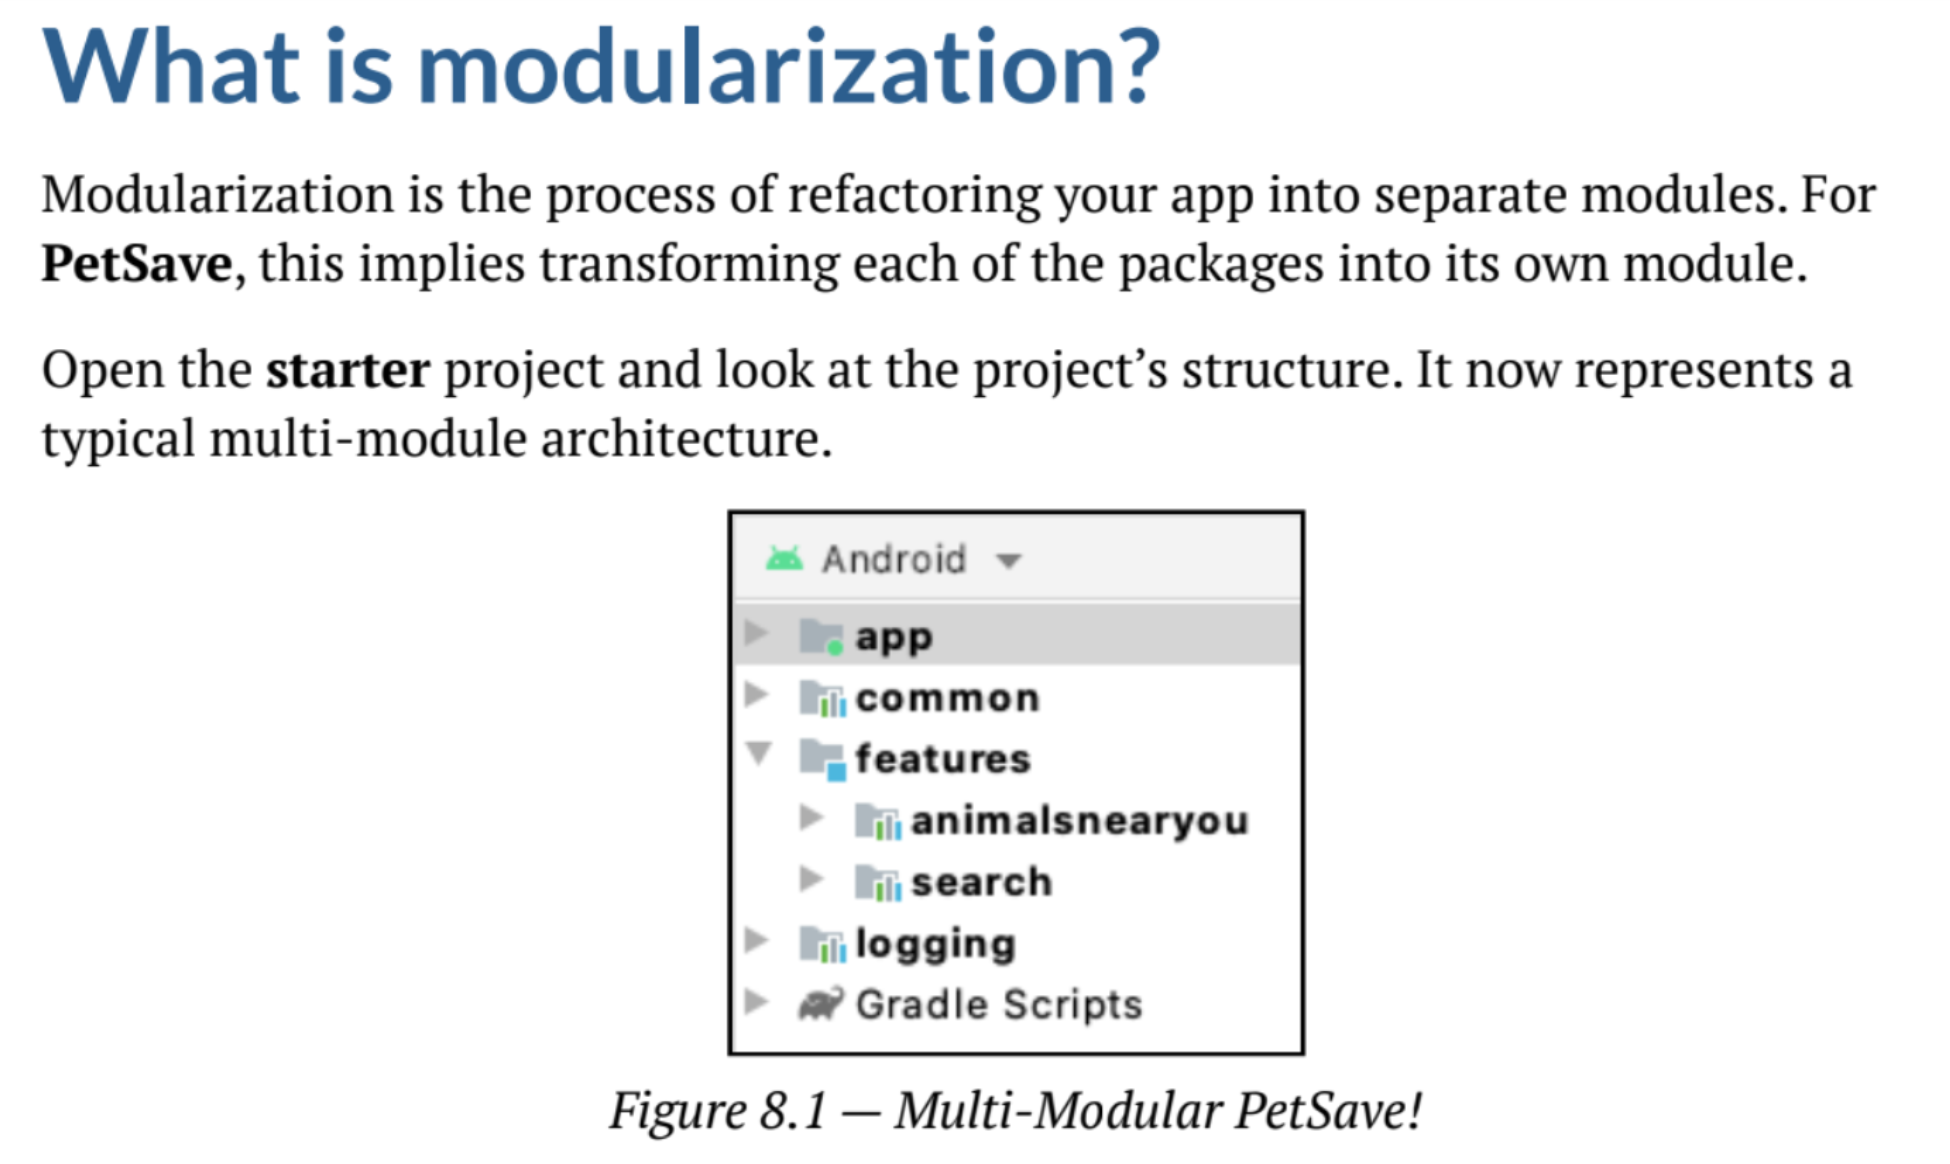 What is modularization?
Modularization is the process of refactoring your app into separate modules. For
PetSave, this implies transforming each of the packages into its own module.
Open the starter project and look at the project’s structure. It now represents a
typical multi-module architecture.
Android
app
common
features
animalsnearyou
search
logging
Gradle Scripts
Figure 8.1 — Multi-Modular PetSave!